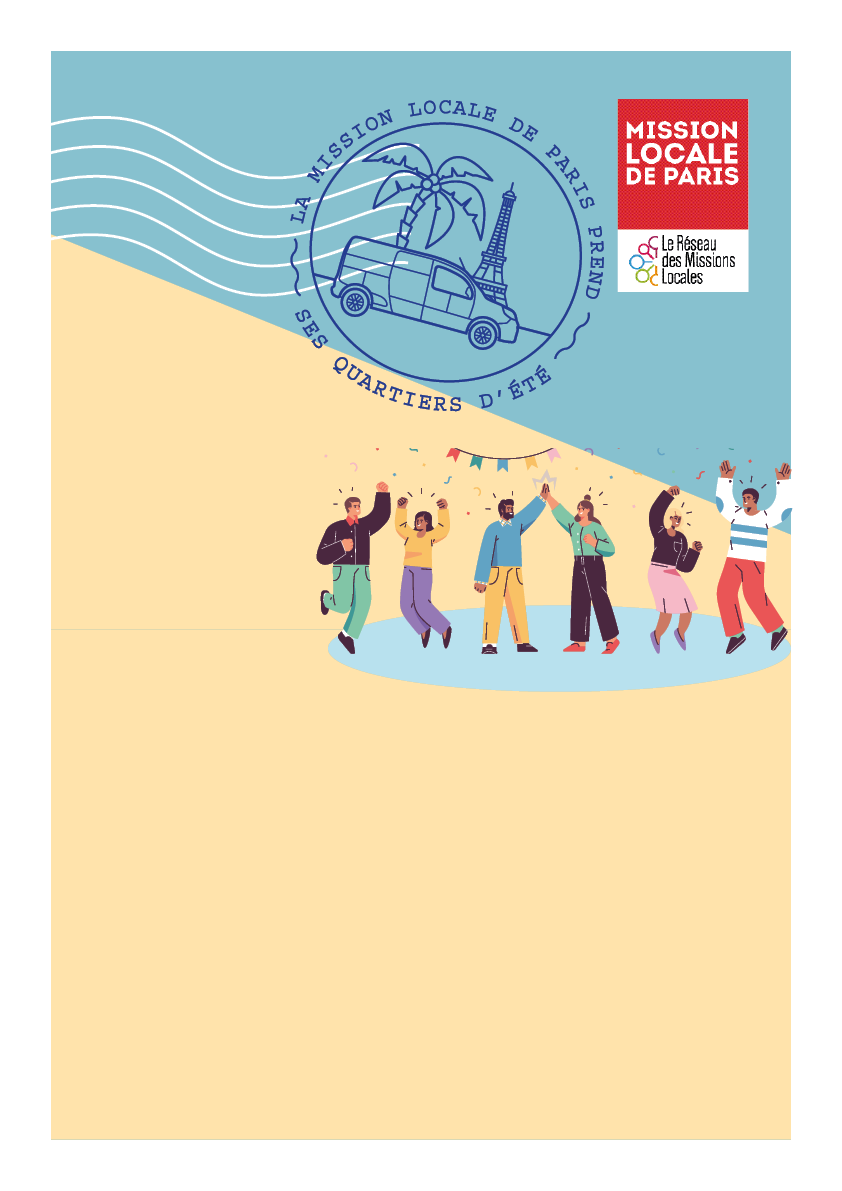 LA MISSION LOCALE DE PARIS PREND
SES QUARTIERS D'ÉTÉ
MISSION
LOCALE
DE PARIS
Le Réseau
des Missions
Locales